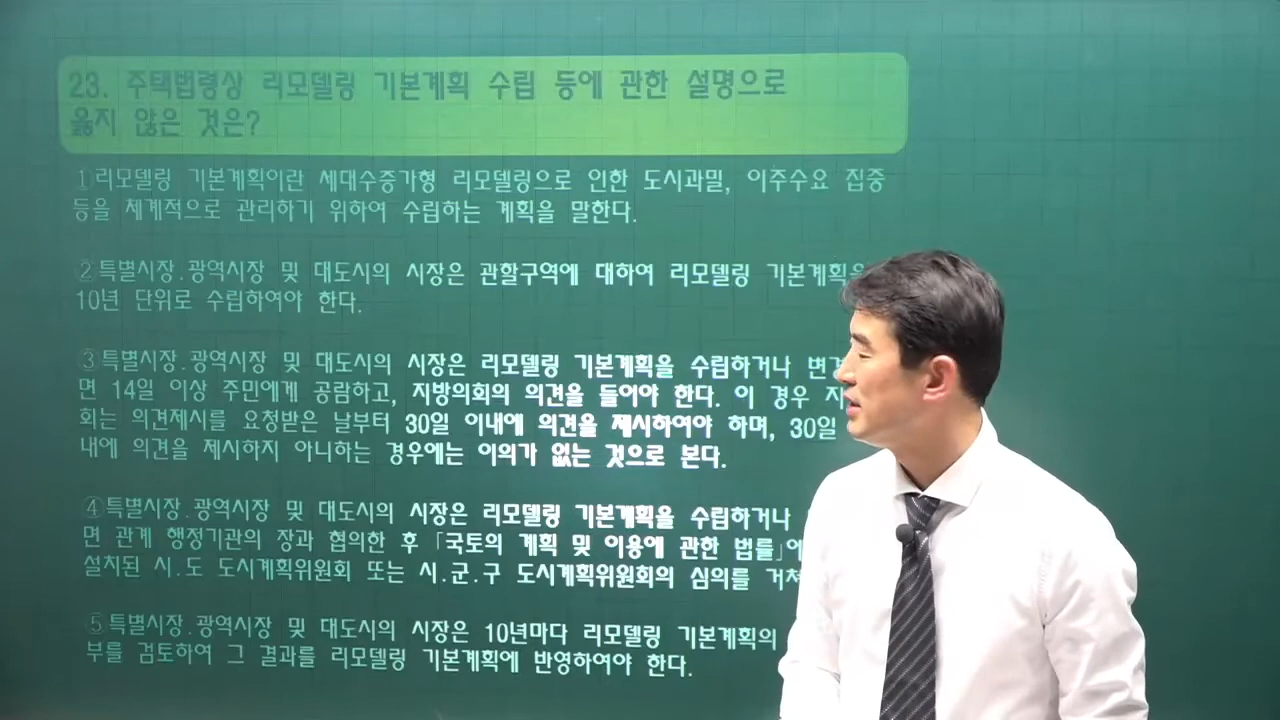 23. 주택법령상 리모델링 기본계획 수립 등에 관한 설명으로
옳지 않은 것은?
①리모델링 기본계획이란 세대수증가형 리모델링으로 인한 도시과밀, 이주수요 집중
등을 체계적으로 관리하기 위하여 수립하는 계획을 말한다.
②특별시장.광역시장 및 대도시의 시장은 관할구역에 대하여 리모델링 기본계획을
10년 단위로 수립하여야 한다.
③특별시장.광역시장 및 대도시의 시장은 리모델링 기본계획을 수립하거나
면 14일 이상 주민에게 공람하고, 지방의회의 의견을 들어야 한다. 이 경우
회는 의견제시를 요청받은 날부터 30일 이내에 의견을 제시하여야 하며, 30일
내에 의견을 제시하지 아니하는 경우에는 이의가 없는 것으로 본다.
④특별시장.광역시장 및 대도시의 시장은 리모델링 기본계획을 수립하거나
면 관계 행정기관의 장과 협의한 후 「국토의 계획 및 이용에 관한 법률」에
설치된 시.도 도시계획위원회 또는 시.군.구 도시계획위원회의 심의를 거쳐
⑤특별시장.광역시장 및 대도시의 시장은 10년마다 리모델링 기본계획의
부를 검토하여 그 결과를 리모델링 기본계획에 반영하여야 한다.